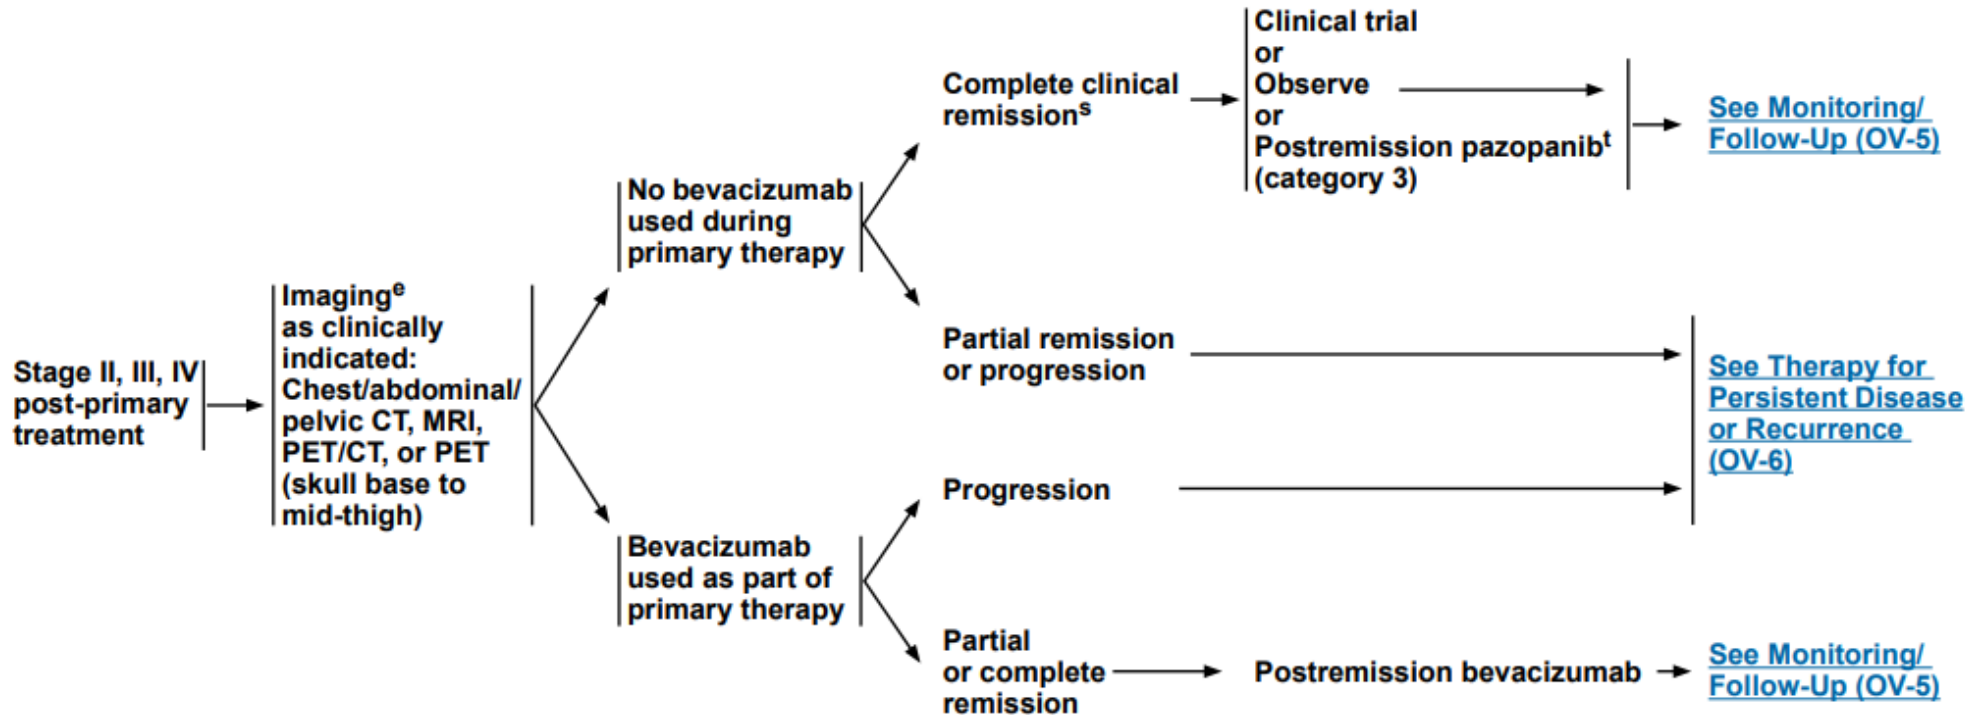 Stage II, III, IV
post-primary
treatment
Imagingᵉ
as clinically
indicated:
Chest/abdominal/
pelvic CT, MRI,
PET/CT, or PET
(skull base to
mid-thigh)
No bevacizumab
used during
primary therapy
Complete clinical
remissionˢ
Clinical trial
or
Observe
or
Postremission pazopanibᵗ
(category 3)
See Monitoring/
Follow-Up (OV-5)
Partial remission
or progression
See Therapy for
Persistent Disease
or Recurrence
(OV-6)
Bevacizumab
used as part of
primary therapy
Progression
Partial
or complete
remission
Postremission bevacizumab
See Monitoring/
Follow-Up (OV-5)